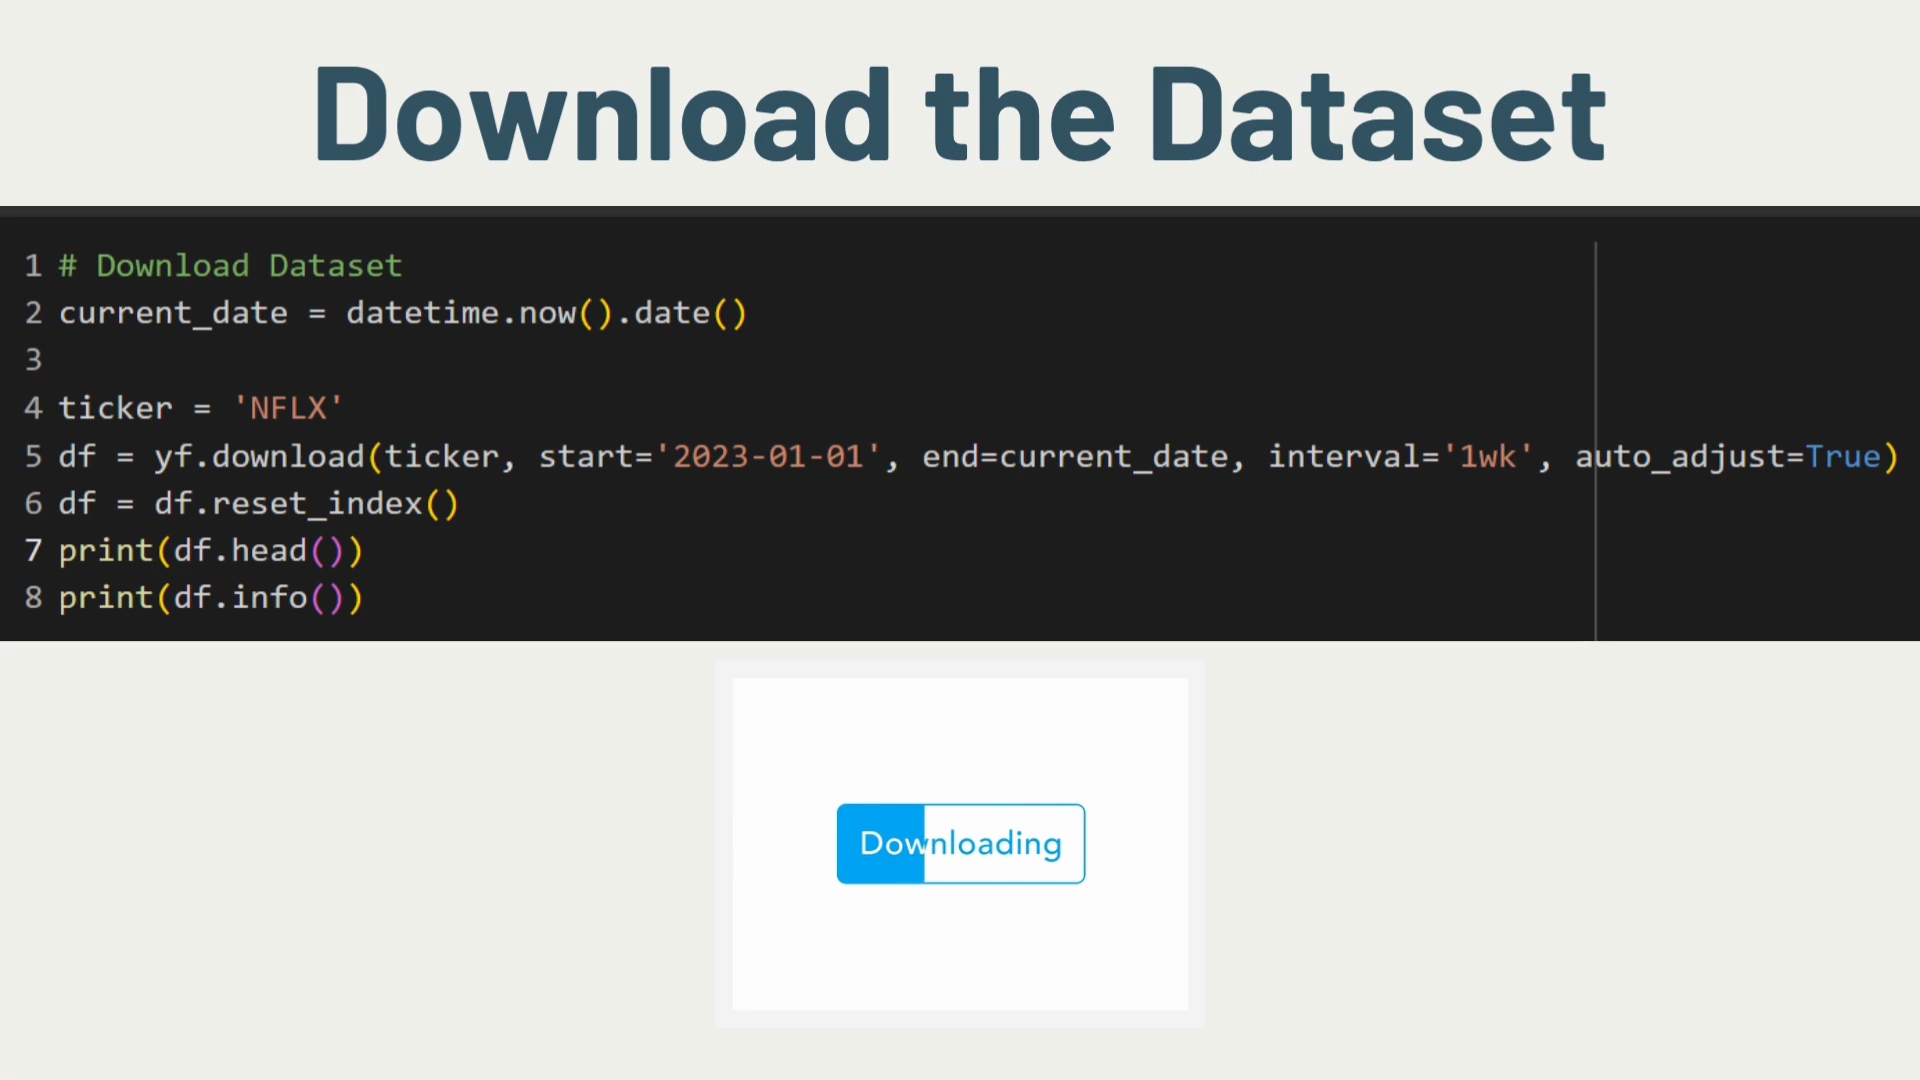 Download the Dataset
1 # Download Dataset
2 current_date = datetime.now().date()
3
4 ticker = 'NFLX'
5 df = yf.download(ticker, start='2023-01-01', end=current_date, interval='1wk', auto_adjust=True)
6 df = df.reset_index()
7 print(df.head())
8 print(df.info())
Downloading